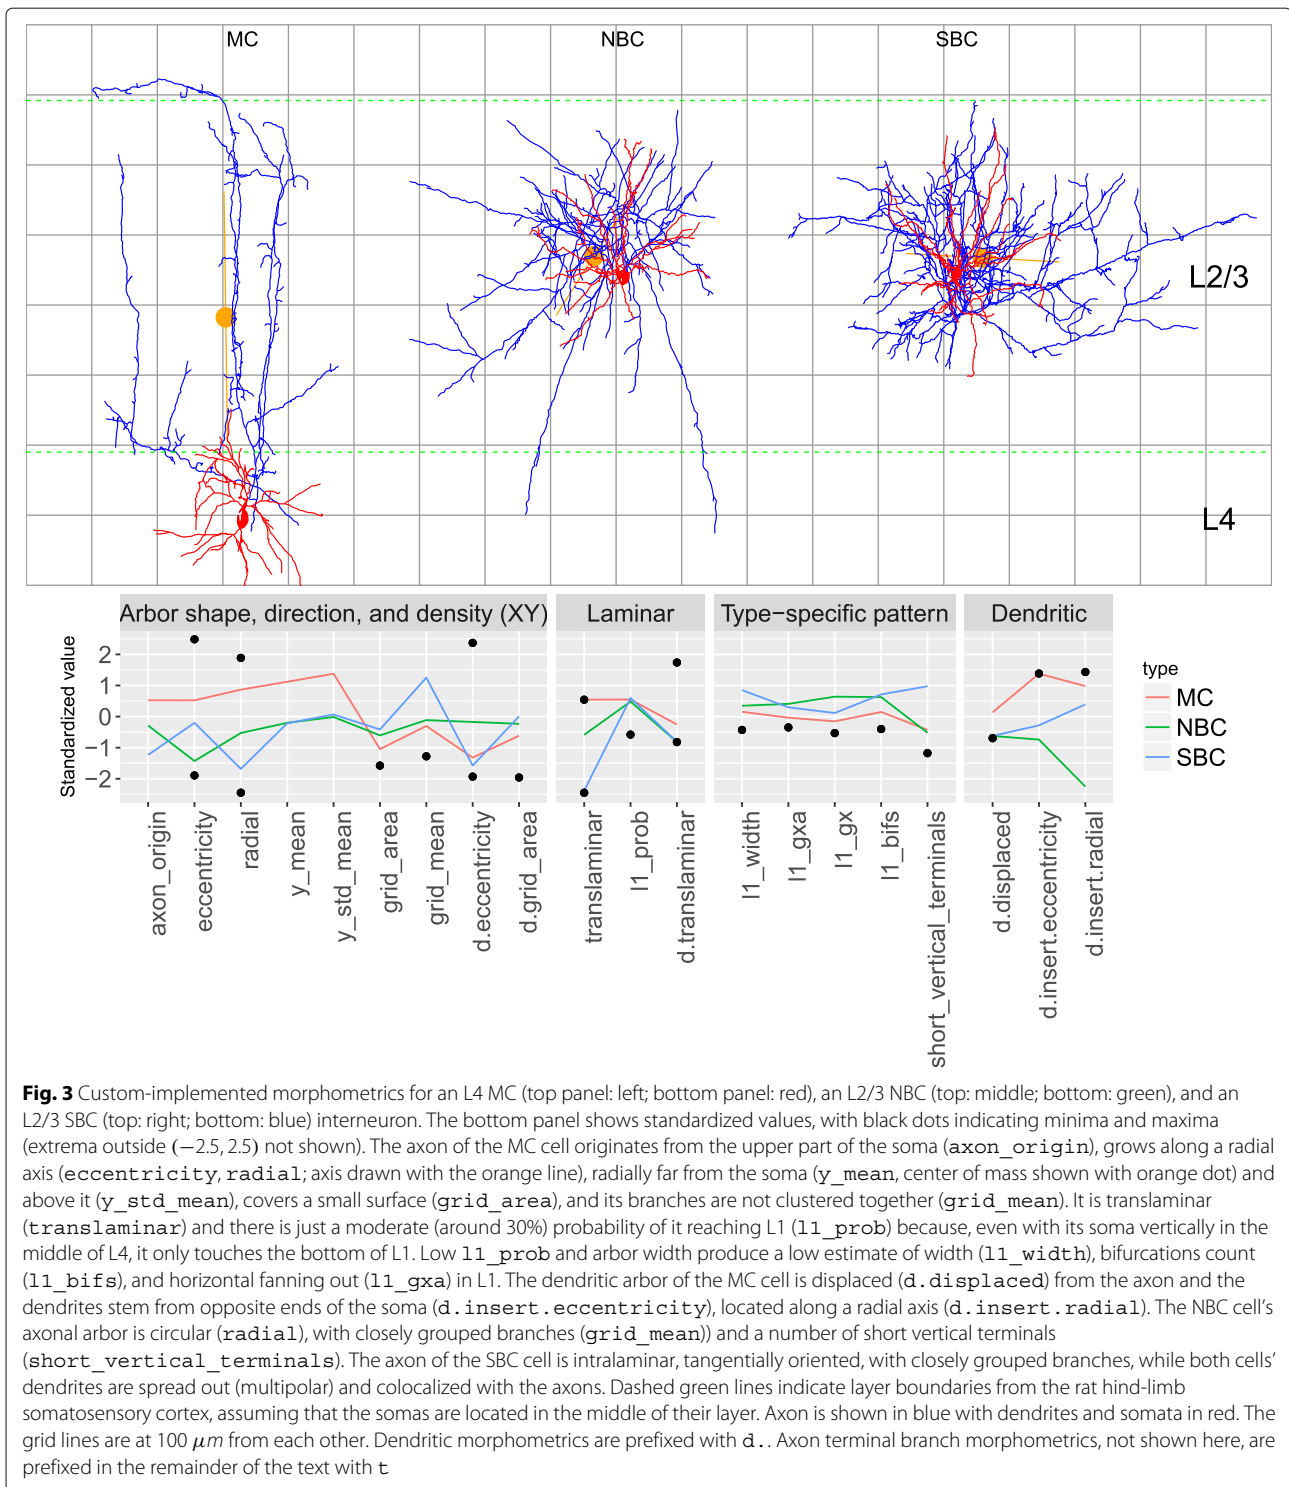 MC NBC SBC
L2/3
L4
Arbor shape, direction, and density (XY) Laminar Type−specific pattern Dendritic
Standardized value
2
1
0
−1
−2
axon_origin
eccentricity
radial
y_mean
y_std_mean
grid_area
grid_mean
d.eccentricity
d.grid_area
translaminar
l1_prob
d.translaminar
l1_width
l1_gxa
l1_gx
l1_bifs
short_vertical_terminals
d.displaced
d.insert.eccentricity
d.insert.radial
type
MC
NBC
SBC
Fig. 3 Custom-implemented morphometrics for an L4 MC (top panel: left; bottom panel: red), an L2/3 NBC (top: middle; bottom: green), and an
L2/3 SBC (top: right; bottom: blue) interneuron. The bottom panel shows standardized values, with black dots indicating minima and maxima
(extrema outside (−2.5, 2.5) not shown). The axon of the MC cell originates from the upper part of the soma (axon_origin), grows along a radial
axis (eccentricity, radial; axis drawn with the orange line), radially far from the soma (y_mean, center of mass shown with orange dot) and
above it (y_std_mean), covers a small surface (grid_area), and its branches are not clustered together (grid_mean). It is translaminar
(translaminar) and there is just a moderate (around 30%) probability of it reaching L1 (l1_prob) because, even with its soma vertically in the
middle of L4, it only touches the bottom of L1. Low l1_prob and arbor width produce a low estimate of width (l1_width), bifurcations count
(l1_bifs), and horizontal fanning out (l1_gxa) in L1. The dendritic arbor of the MC cell is displaced (d.displaced) from the axon and the
dendrites stem from opposite ends of the soma (d.insert.eccentricity), located along a radial axis (d.insert.radial). The NBC cell's
axonal arbor is circular (radial), with closely grouped branches (grid_mean)) and a number of short vertical terminals
(short_vertical_terminals). The axon of the SBC cell is intralaminar, tangentially oriented, with closely grouped branches, while both cells'
dendrites are spread out (multipolar) and colocalized with the axons. Dashed green lines indicate layer boundaries from the rat hind-limb
somatosensory cortex, assuming that the somas are located in the middle of their layer. Axon is shown in blue with dendrites and somata in red. The
grid lines are at 100 μm from each other. Dendritic morphometrics are prefixed with d.. Axon terminal branch morphometrics, not shown here, are
prefixed in the remainder of the text with t